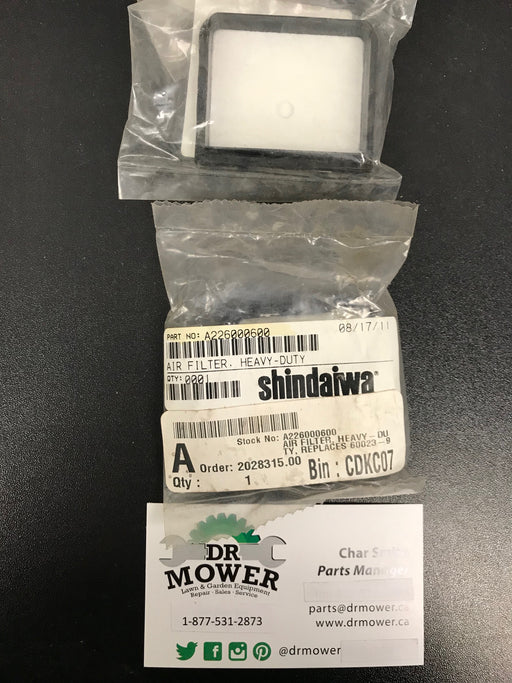 PART NO: A226000600
08/17/11
AIR FILTER, HEAVY-DUTY
QTY: 0001
shindaiwa
Stock No: A226000600
AIR FILTER, HEAVY-DU
TY, REPLACES 60023-9
A
Order: 2028315.00
Bin: CDKC07
Qty : 1
DR
MOWER
Lawn & Garden Equipment
Repair · Sales · Service
1-877-531-2873
Char
Parts Manager
parts@drmower.ca
www.drmower.ca
@drmower